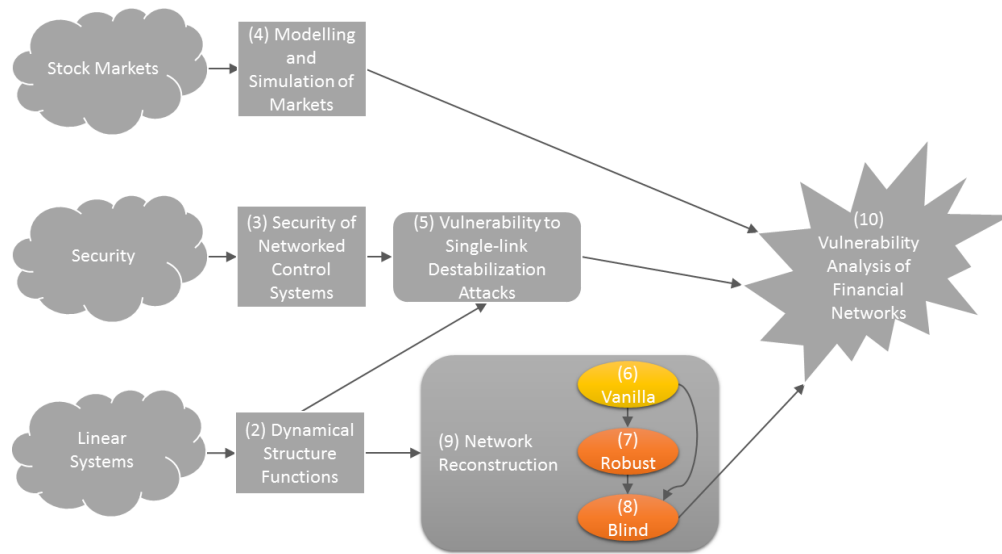 Stock Markets
(4) Modelling
and
Simulation of
Markets
Security
(3) Security of
Networked
Control
Systems
(5) Vulnerability to
Single-link
Destabilization
Attacks
(10)
Vulnerability
Analysis of
Financial
Networks
Linear
Systems
(2) Dynamical
Structure
Functions
(9) Network
Reconstruction
(6)
Vanilla
(7)
Robust
(8)
Blind